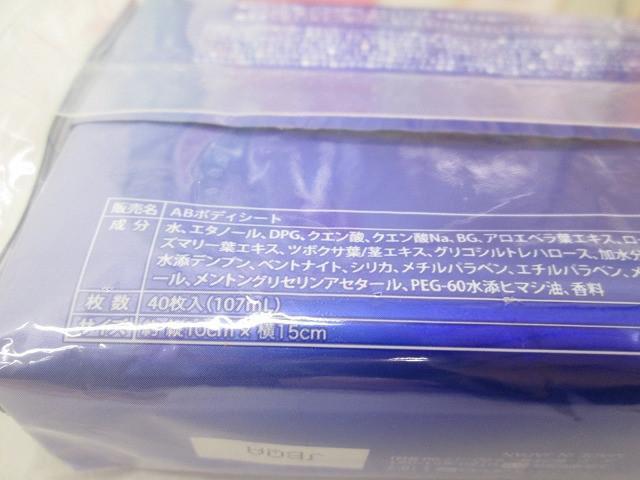 販売名 ABボディシート
成分 水、エタノール、DPG、クエン酸、クエン酸Na、BG、アロエベラ葉エキス、ロー
ズマリー葉エキス、ツボクサ葉/茎エキス、グリコシルトレハロース、加水分
水添デンプン、ベントナイト、シリカ、メチルパラベン、エチルパラベン、メ
ール、メントングリセリンアセタール、PEG-60水添ヒマシ油、香料
枚数 40枚入(107mL)
サイズ 約 縦10cm×横15cm